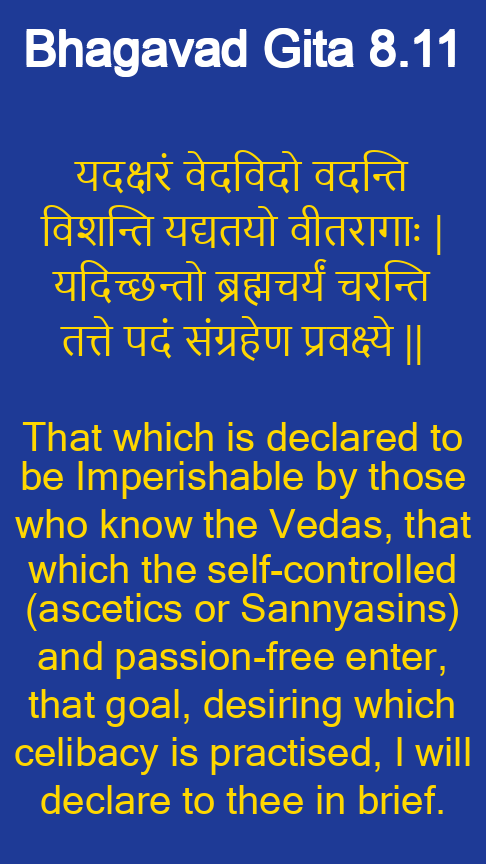 Bhagavad Gita 8.11
यदक्षरं वेदविदो वदन्ति
विशन्ति यद्यतयो वीतरागाः |
यदिच्छन्तो ब्रह्मचर्यं चरन्ति
तत्ते पदं संग्रहेण प्रवक्ष्ये ||
That which is declared to
be Imperishable by those
who know the Vedas, that
which the self-controlled
(ascetics or Sannyasins)
and passion-free enter,
that goal, desiring which
celibacy is practised, I will
declare to thee in brief.